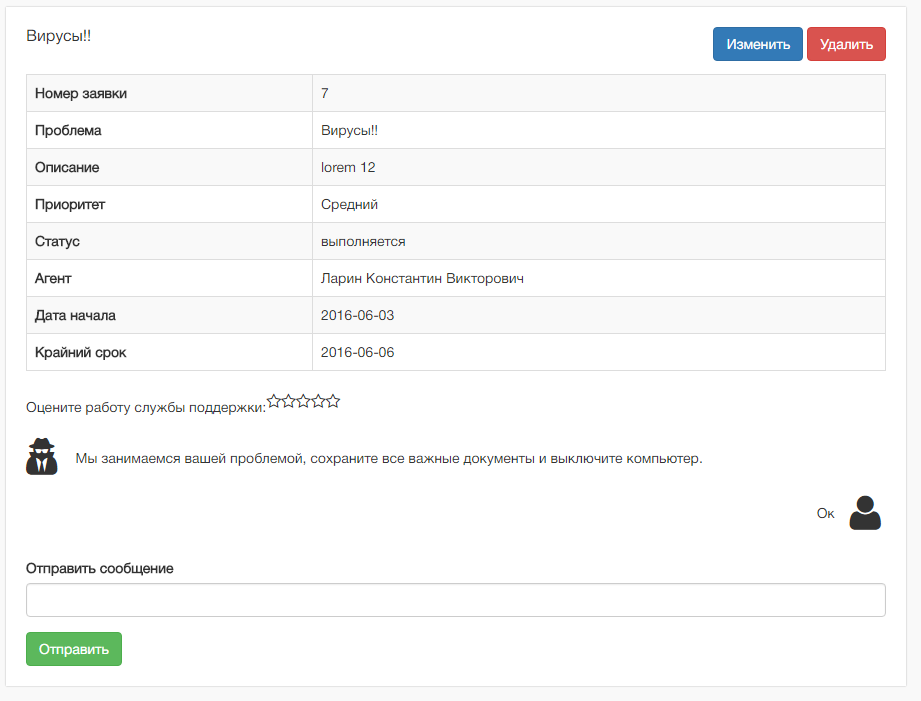 Вирусы!!
Изменить Удалить
Номер заявки 7
Проблема Вирусы!!
Описание lorem 12
Приоритет Средний
Статус выполняется
Агент Ларин Константин Викторович
Дата начала 2016-06-03
Крайний срок 2016-06-06
Оцените работу службы поддержки:
Мы занимаемся вашей проблемой, сохраните все важные документы и выключите компьютер.
Ок
Отправить сообщение
Отправить